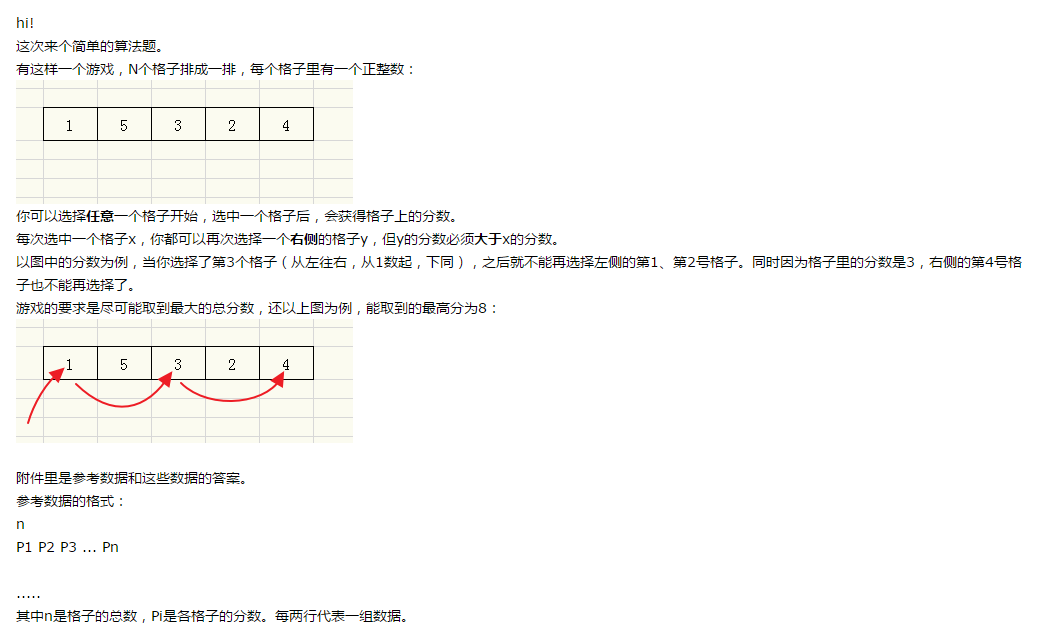 hi!
这次来个简单的算法题。
有这样一个游戏，N个格子排成一排，每个格子里有一个正整数：
1 5 3 2 4
你可以选择任意一个格子开始，选中一个格子后，会获得格子上的分数。
每次选中一个格子x，你都可以再次选择一个右侧的格子y，但y的分数必须大于x的分数。
以图中的分数为例，当你选择了第3个格子（从左往右，从1数起，下同），之后就不能再选择左侧的第1、第2号格子。同时因为格子里的分数是3，右侧的第4号格
子也不能再选择了。
游戏的要求是尽可能取到最大的总分数，还以上图为例，能取到的最高分为8：
1 5 3 2 4
附件里是参考数据和这些数据的答案。
参考数据的格式：
n
P1 P2 P3 ... Pn
.....
其中n是格子的总数，Pi是各格子的分数。每两行代表一组数据。